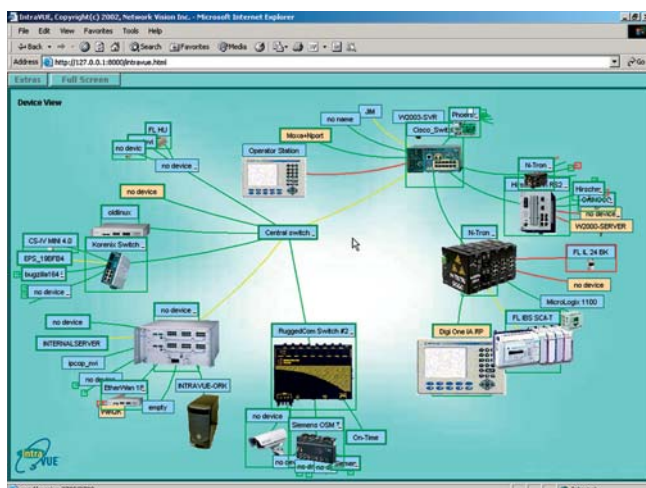 IntraVUE, Copyright(c) 2002, Network Vision Inc. - Microsoft Internet Explorer
File Edit View Favorites Tools Help
Back Search Favorites Media
Address http://127.0.0.1:8000/intravue.html Go
Extras Full Screen
Device View
JIM
no name
W2003-SVR
Phoenix
Moxa+Nport
Cisco_Switch
Operator Station
FL HU
no devic
no device
no device
N-Tron
oldlinux
Central switch
no device
W2000-SERVER
CS-IV MINI 4.0
Korenix Switch
N-Tron
EPS_19BFB4
bugzilla164
FL IL 24 BK
no device
no device
no device
MicroLogix 1100
no device
RuggedCom Switch #2
Digi One IA RP
FL IBS SC/I-T
INTERNALSERVER
ipcop_nvi
no device
EtherWan 1
INTRAVUE-ORK
empty
no device
Siemens OSM T
On-Time
intra VUE